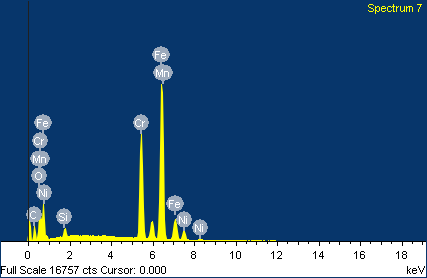 Spectrum 7
Fe
Mn
Fe
Cr
Cr
Mn
O
Ni
Fe
C
Si
Ni
Ni
0 2 4 6 8 10 12 14 16 18
Full Scale 16757 cts Cursor: 0.000 keV